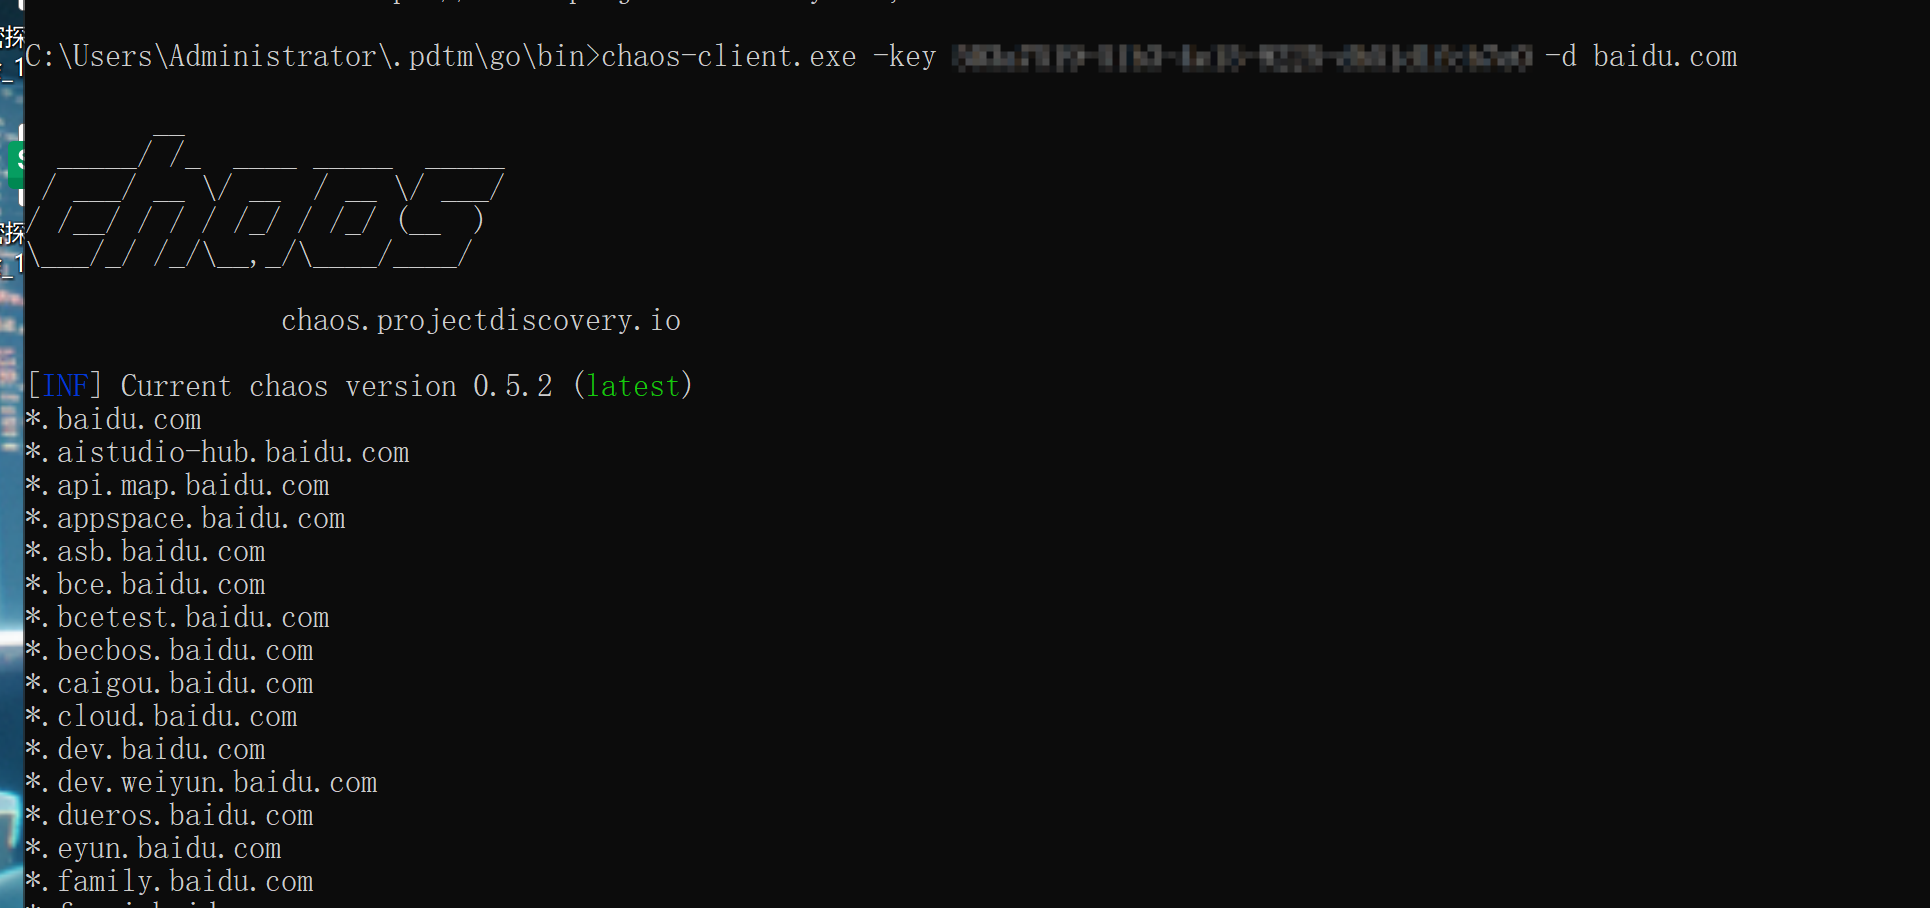 C:\Users\Administrator\.pdtm\go\bin>chaos-client.exe -key -d baidu.com
chaos
chaos.projectdiscovery.io
[INF] Current chaos version 0.5.2 (latest)
*.baidu.com
*.aistudio-hub.baidu.com
*.api.map.baidu.com
*.appspace.baidu.com
*.asb.baidu.com
*.bce.baidu.com
*.bcetest.baidu.com
*.becbos.baidu.com
*.caigou.baidu.com
*.cloud.baidu.com
*.dev.baidu.com
*.dev.weiyun.baidu.com
*.dueros.baidu.com
*.eyun.baidu.com
*.family.baidu.com